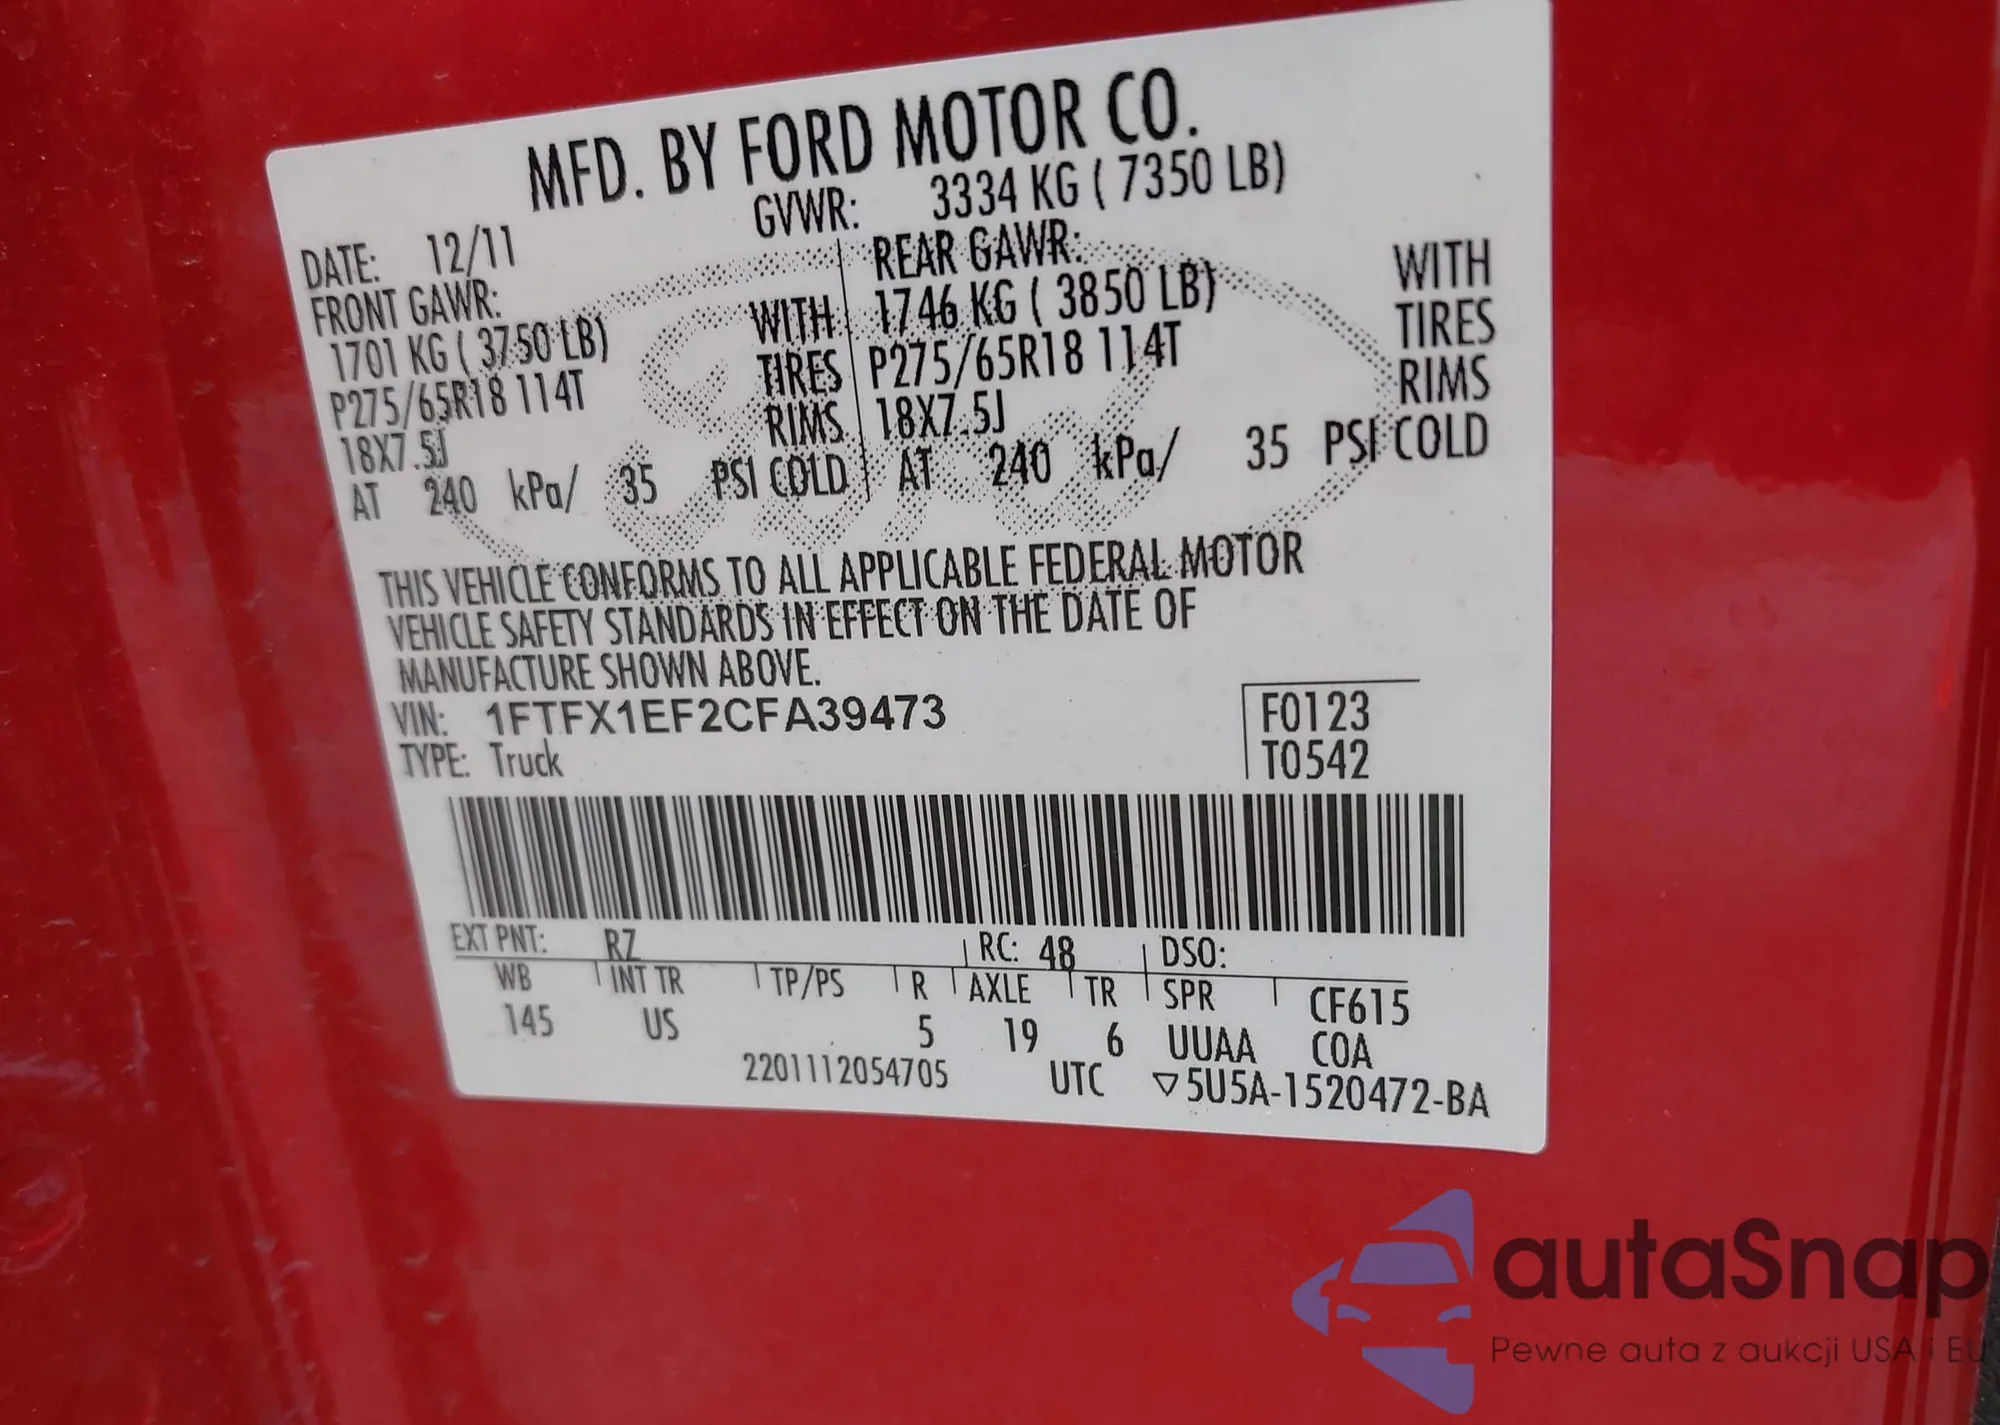 MFD. BY FORD MOTOR CO.
DATE: 12/11 GVWR: 3334 KG ( 7350 LB)
FRONT GAWR: REAR GAWR:
1701 KG ( 3750 LB) WITH 1746 KG ( 3850 LB) WITH
P275/65R18 114T TIRES P275/65R18 114T TIRES
18X7.5J RIMS 18X7.5J RIMS
AT 240 kPa/ 35 PSI COLD AT 240 kPa/ 35 PSI COLD
THIS VEHICLE CONFORMS TO ALL APPLICABLE FEDERAL MOTOR
VEHICLE SAFETY STANDARDS IN EFFECT ON THE DATE OF
MANUFACTURE SHOWN ABOVE.
VIN: 1FTFX1EF2CFA39473 F0123
TYPE: Truck T0542
EXT PNT: RZ RC: 48 DSO:
WB INT TR TP/PS R AXLE TR SPR CF615
145 US 5 19 6 UUAA COA
2201112054705 UTC ▽5U5A-1520472-BA
autaSnap
Pewne auta z aukcji USA i EU